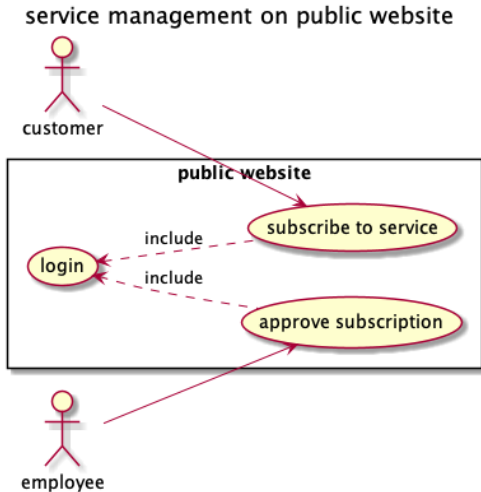 service management on public website
customer
public website
subscribe to service
include
login
include
approve subscription
employee